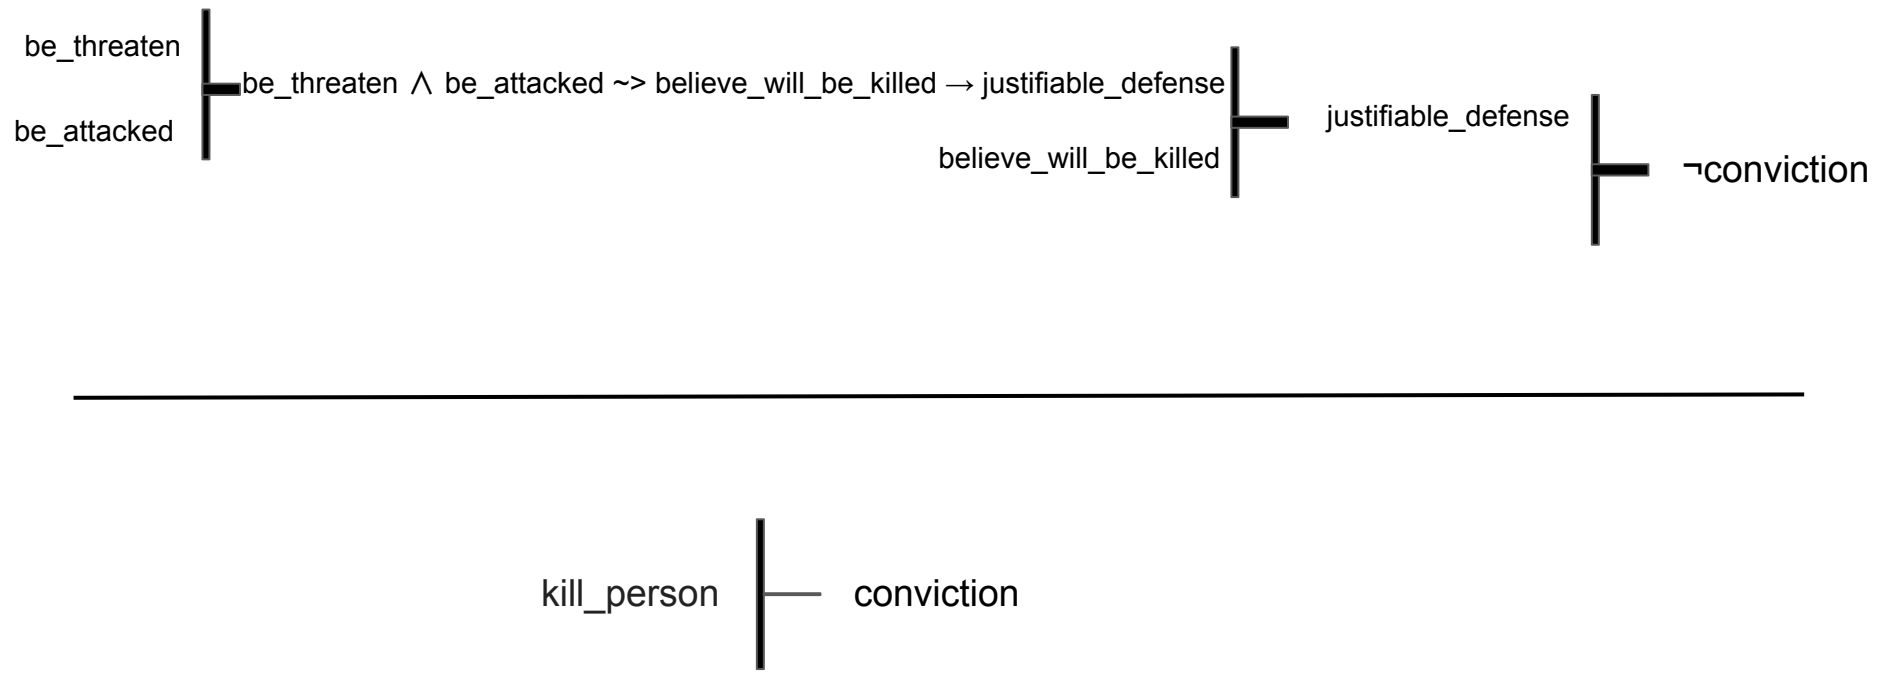 be_threaten
be_attacked
be_threaten ∧ be_attacked ~> believe_will_be_killed → justifiable_defense
believe_will_be_killed
justifiable_defense
¬conviction
kill_person
conviction